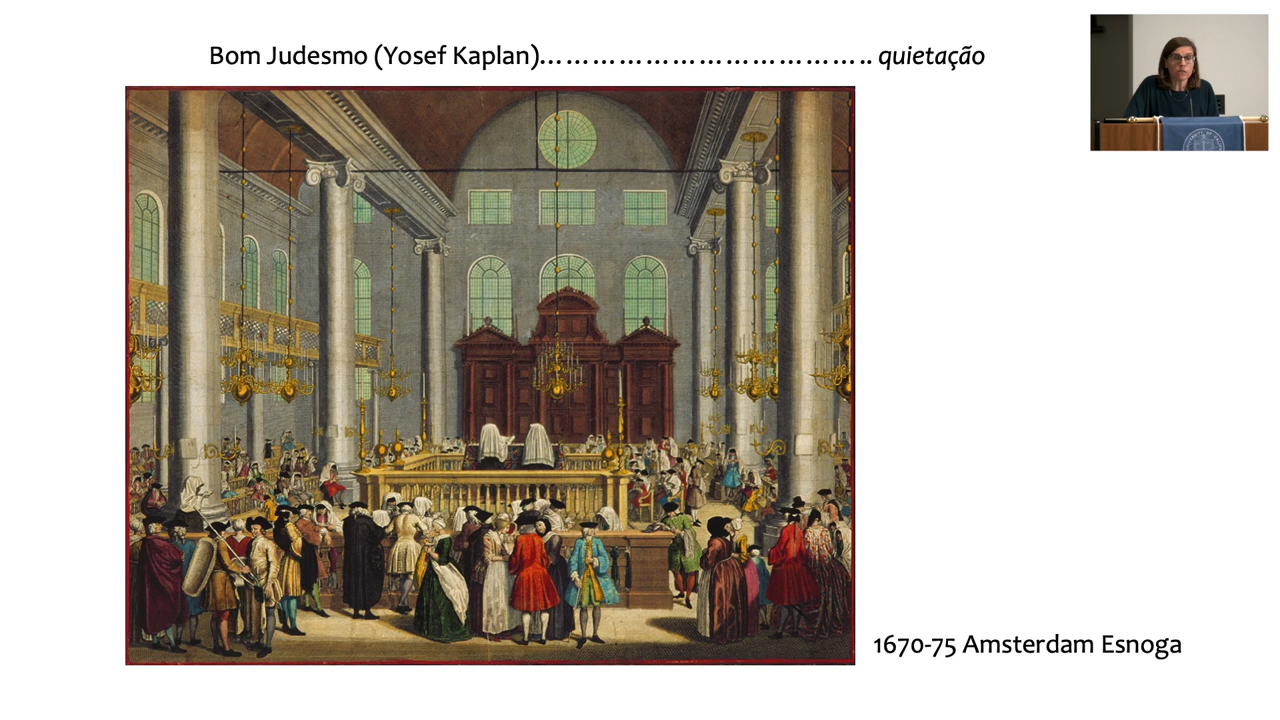 Bom Judesmo (Yosef Kaplan)………………………………….. quietação
1670-75 Amsterdam Esnoga